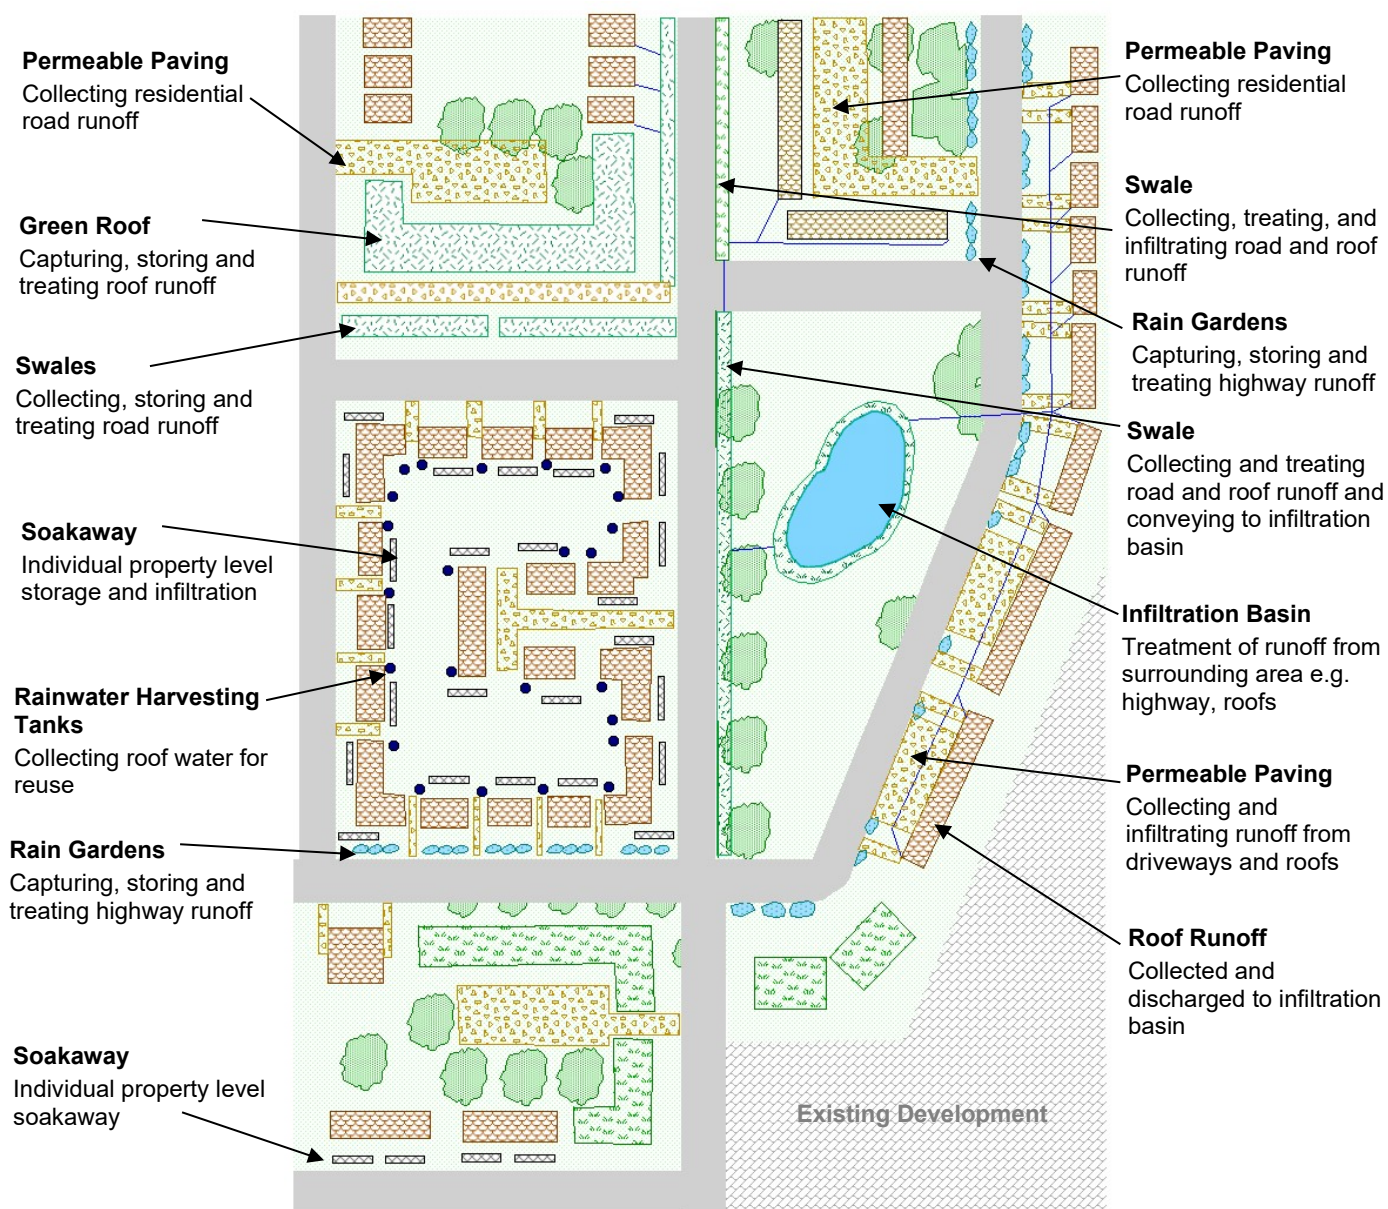 Permeable Paving
Collecting residential
road runoff
Green Roof
Capturing, storing and
treating roof runoff
Swales
Collecting, storing and
treating road runoff
Soakaway
Individual property level
storage and infiltration
Rainwater Harvesting
Tanks
Collecting roof water for
reuse
Rain Gardens
Capturing, storing and
treating highway runoff
Soakaway
Individual property level
soakaway
Permeable Paving
Collecting residential
road runoff
Swale
Collecting, treating, and
infiltrating road and roof
runoff
Rain Gardens
Capturing, storing and
treating highway runoff
Swale
Collecting and treating
road and roof runoff and
conveying to infiltration
basin
Infiltration Basin
Treatment of runoff from
surrounding area e.g.
highway, roofs
Permeable Paving
Collecting and
infiltrating runoff from
driveways and roofs
Roof Runoff
Collected and
discharged to infiltration
basin
Existing Development